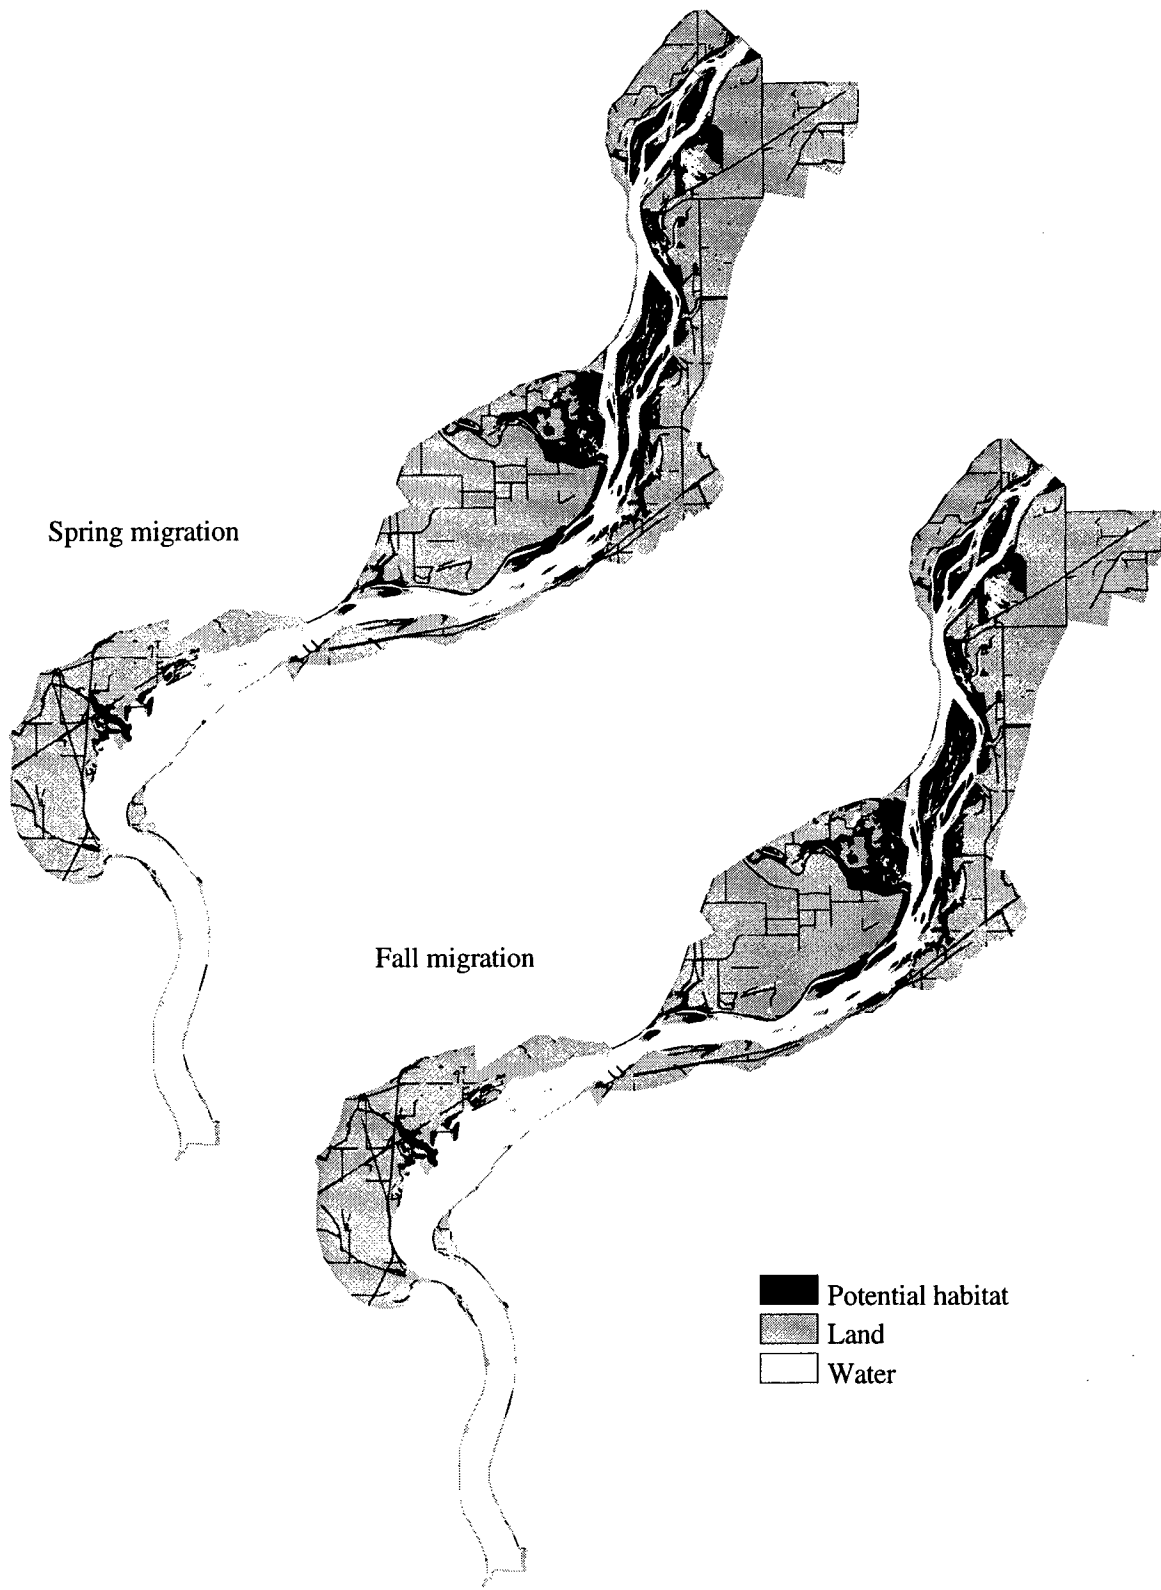 Spring migration
Fall migration
Potential habitat
Land
Water